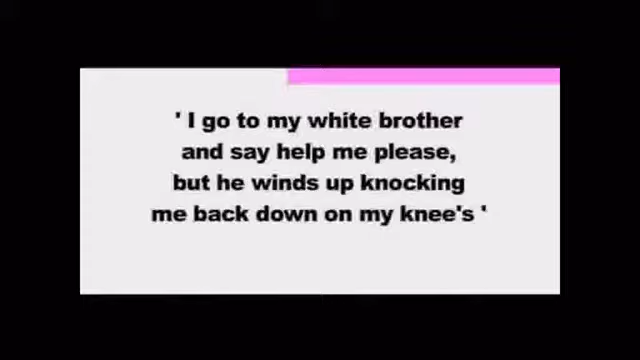 ' I go to my white brother
and say help me please,
but he winds up knocking
me back down on my knee's '